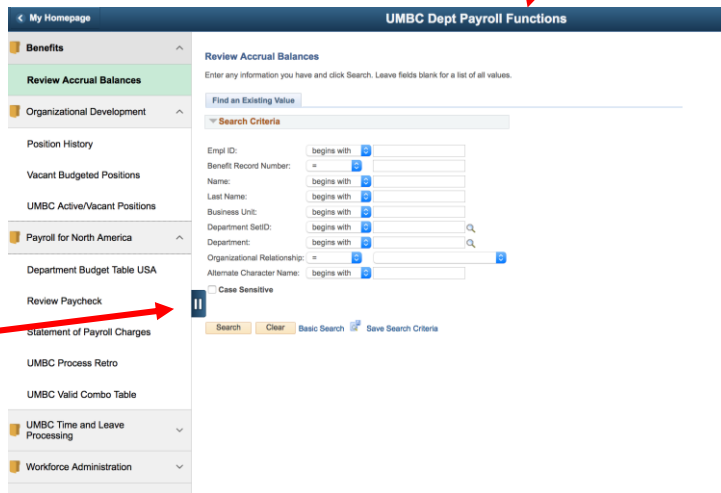 My Homepage
UMBC Dept Payroll Functions
Benefits
Review Accrual Balances
Organizational Development
Position History
Vacant Budgeted Positions
UMBC Active/Vacant Positions
Payroll for North America
Department Budget Table USA
Review Paycheck
Statement of Payroll Charges
UMBC Process Retro
UMBC Valid Combo Table
UMBC Time and Leave
Processing
Workforce Administration
Review Accrual Balances
Enter any information you have and click Search. Leave fields blank for a list of all values.
Find an Existing Value
Search Criteria
Empl ID: begins with
Benefit Record Number: =
Name: begins with
Last Name: begins with
Business Unit: begins with
Department SetID: begins with
Department: begins with
Organizational Relationship: =
Alternate Character Name: begins with
Case Sensitive
Search Clear Basic Search Save Search Criteria